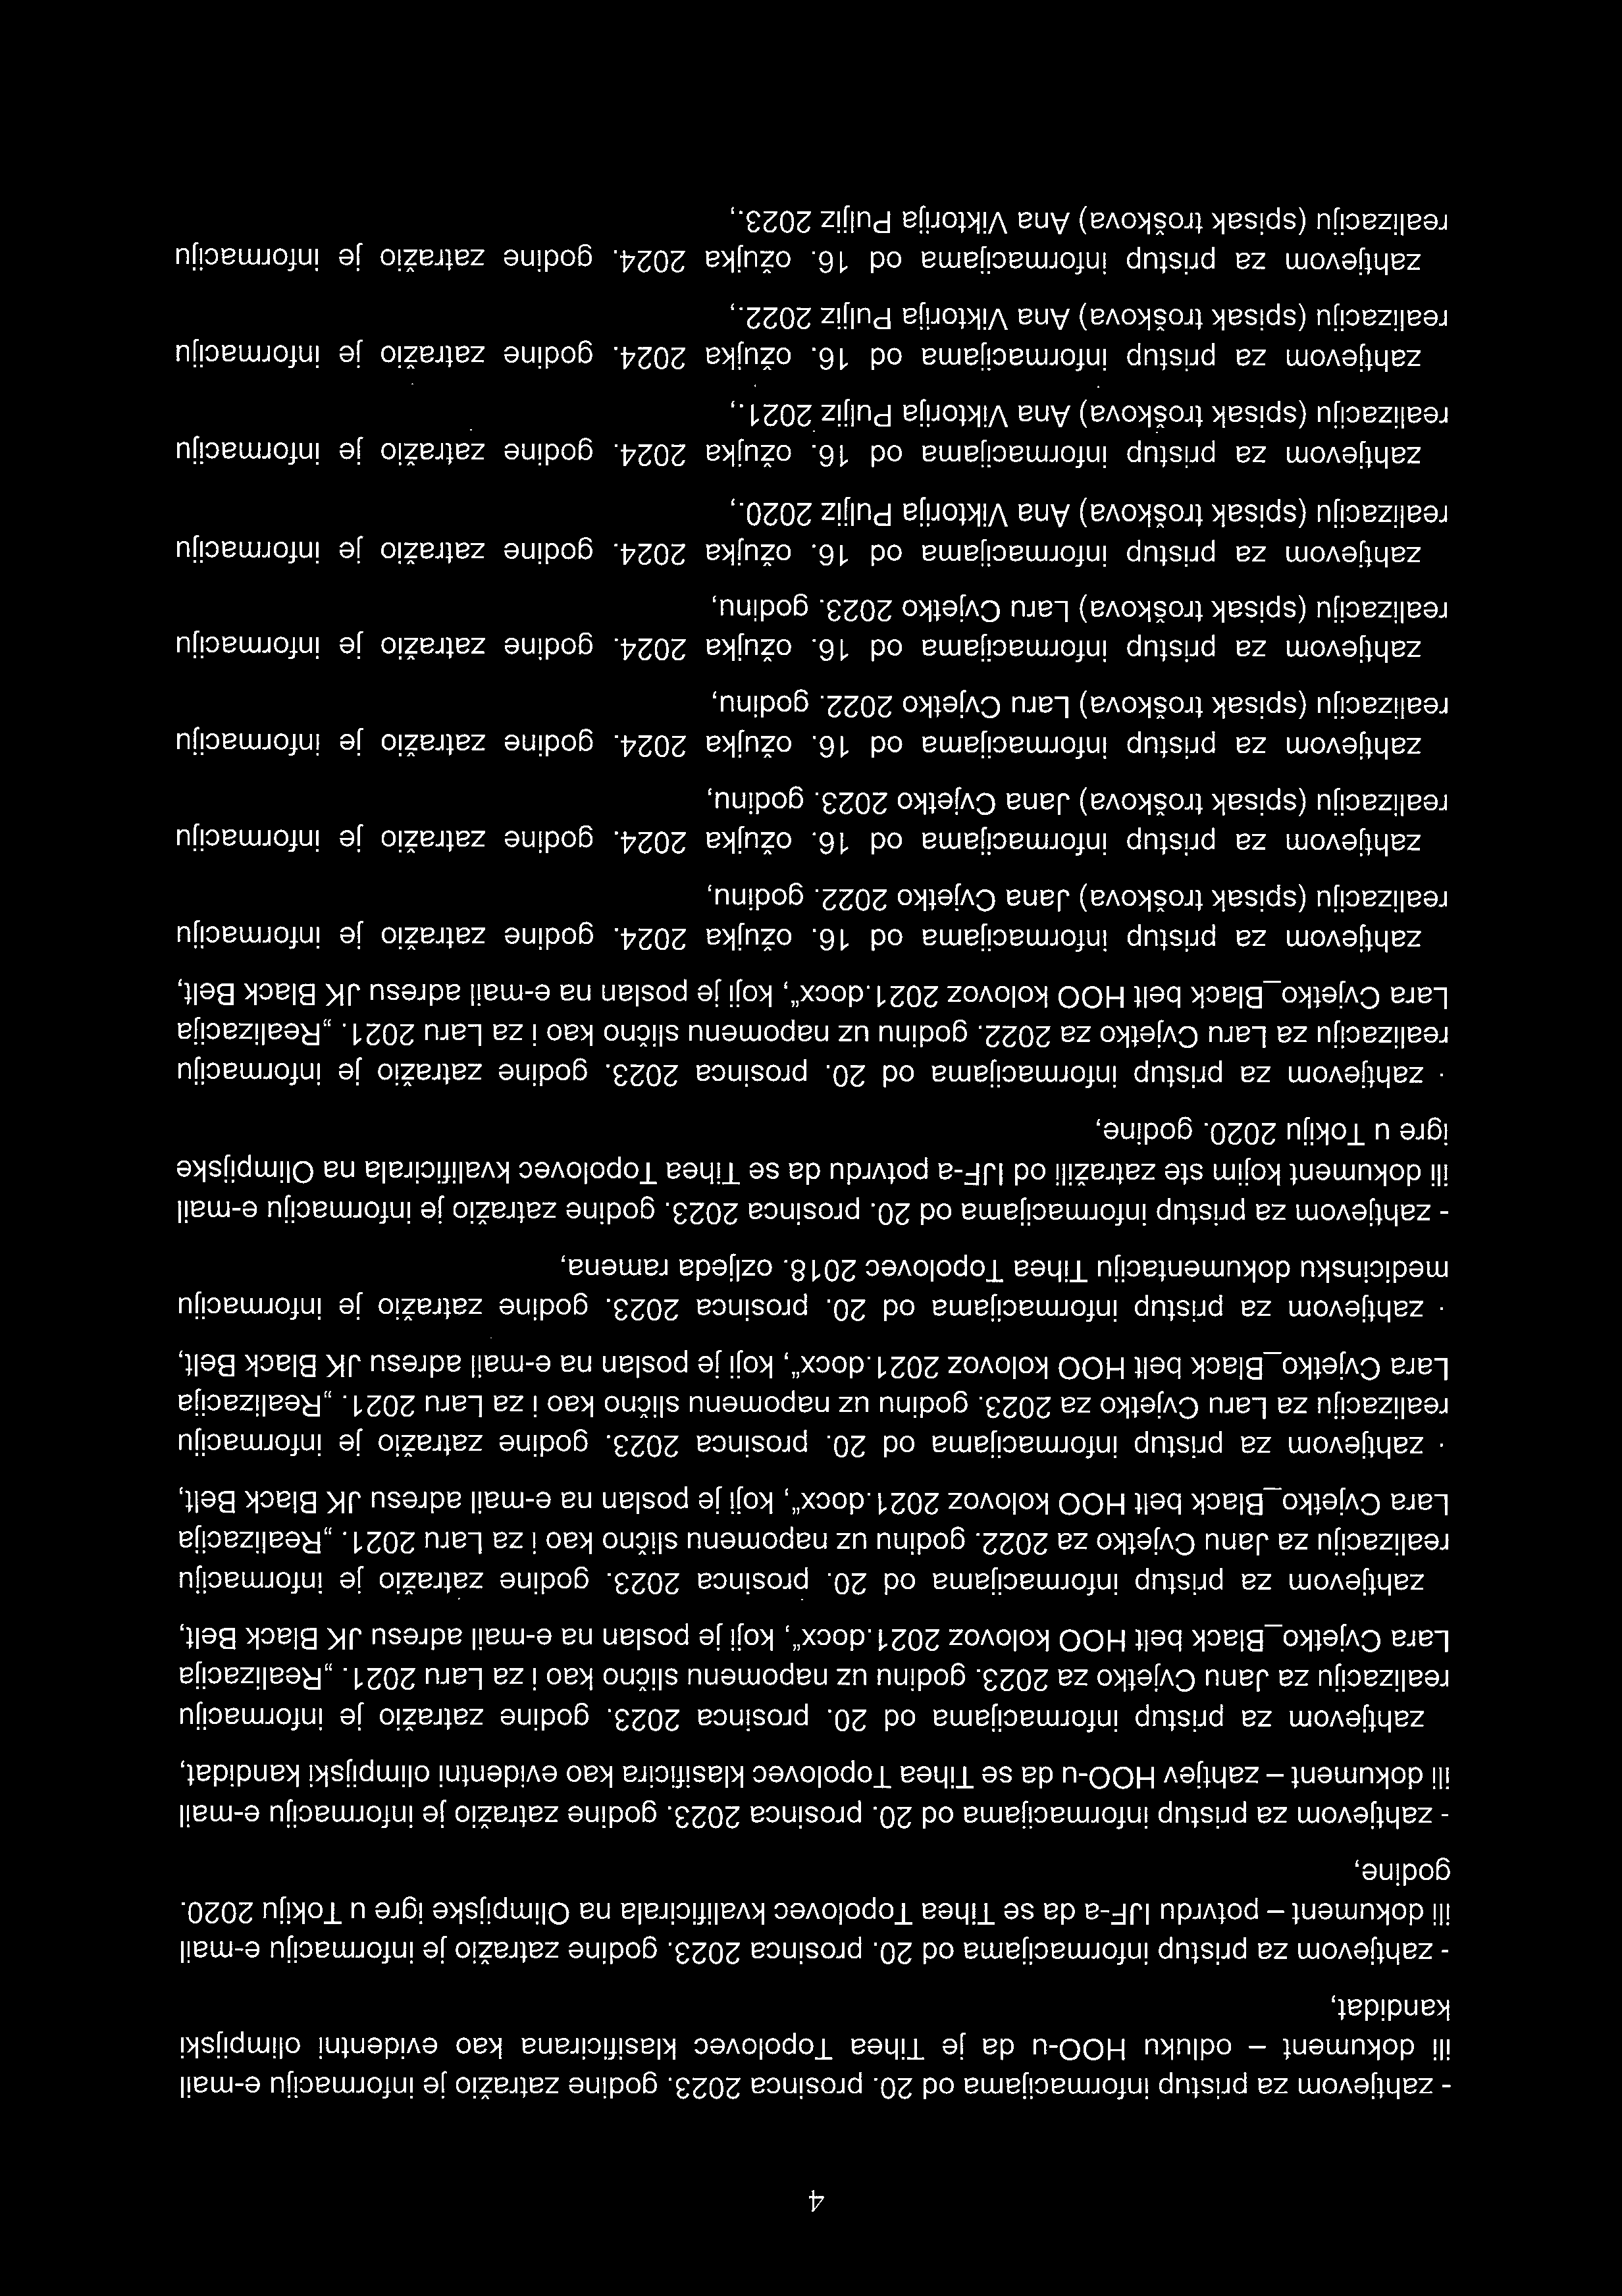 4
- zahtjevom za pristup informacijama od 20. prosinca 2023. godine zatražio je informaciju e-mail
ili dokument – odluku HOO-u da je Tihea Topolovec klasificirana kao evidentni olimpijski
kandidat,
- zahtjevom za pristup informacijama od 20. prosinca 2023. godine zatražio je informaciju e-mail
ili dokument – potvrdu IJF-a da se Tihea Topolovec kvalificirala na Olimpijske igre u Tokiju 2020.
godine,
- zahtjevom za pristup informacijama od 20. prosinca 2023. godine zatražio je informaciju e-mail
ili dokument – zahtjev HOO-u da se Tihea Topolovec klasificira kao evidentni olimpijski kandidat,
zahtjevom za pristup informacijama od 20. prosinca 2023. godine zatražio je informaciju
realizaciju za Janu Cvjetko za 2023. godinu uz napomenu slično kao i za Laru 2021. „Realizacija
Lara Cvjetko_Black belt HOO kolovoz 2021.docx", koji je poslan na e-mail adresu JK Black Belt,
zahtjevom za pristup informacijama od 20. prosinca 2023. godine zatražio je informaciju
realizaciju za Janu Cvjetko za 2022. godinu uz napomenu slično kao i za Laru 2021. „Realizacija
Lara Cvjetko_Black belt HOO kolovoz 2021.docx", koji je poslan na e-mail adresu JK Black Belt,
· zahtjevom za pristup informacijama od 20. prosinca 2023. godine zatražio je informaciju
realizaciju za Laru Cvjetko za 2023. godinu uz napomenu slično kao i za Laru 2021. „Realizacija
Lara Cvjetko_Black belt HOO kolovoz 2021.docx", koji je poslan na e-mail adresu JK Black Belt,
· zahtjevom za pristup informacijama od 20. prosinca 2023. godine zatražio je informaciju
medicinsku dokumentaciju Tihea Topolovec 2018. ozljeda ramena,
- zahtjevom za pristup informacijama od 20. prosinca 2023. godine zatražio je informaciju e-mail
ili dokument kojim ste zatražili od IJF-a potvrdu da se Tihea Topolovec kvalificirala na Olimpijske
igre u Tokiju 2020. godine,
· zahtjevom za pristup informacijama od 20. prosinca 2023. godine zatražio je informaciju
realizaciju za Laru Cvjetko za 2022. godinu uz napomenu slično kao i za Laru 2021. „Realizacija
Lara Cvjetko_Black belt HOO kolovoz 2021.docx", koji je poslan na e-mail adresu JK Black Belt,
zahtjevom za pristup informacijama od 16. ožujka 2024. godine zatražio je informaciju
realizaciju (spisak troškova) Jana Cvjetko 2022. godinu,
zahtjevom za pristup informacijama od 16. ožujka 2024. godine zatražio je informaciju
realizaciju (spisak troškova) Jana Cvjetko 2023. godinu,
zahtjevom za pristup informacijama od 16. ožujka 2024. godine zatražio je informaciju
realizaciju (spisak troškova) Laru Cvjetko 2022. godinu,
zahtjevom za pristup informacijama od 16. ožujka 2024. godine zatražio je informaciju
realizaciju (spisak troškova) Laru Cvjetko 2023. godinu,
zahtjevom za pristup informacijama od 16. ožujka 2024. godine zatražio je informaciju
realizaciju (spisak troškova) Ana Viktorija Puljiz 2020.,
zahtjevom za pristup informacijama od 16. ožujka 2024. godine zatražio je informaciju
realizaciju (spisak troškova) Ana Viktorija Puljiz 2021.,
zahtjevom za pristup informacijama od 16. ožujka 2024. godine zatražio je informaciju
realizaciju (spisak troškova) Ana Viktorija Puljiz 2022.,
zahtjevom za pristup informacijama od 16. ožujka 2024. godine zatražio je informaciju
realizaciju (spisak troškova) Ana Viktorija Puljiz 2023.,